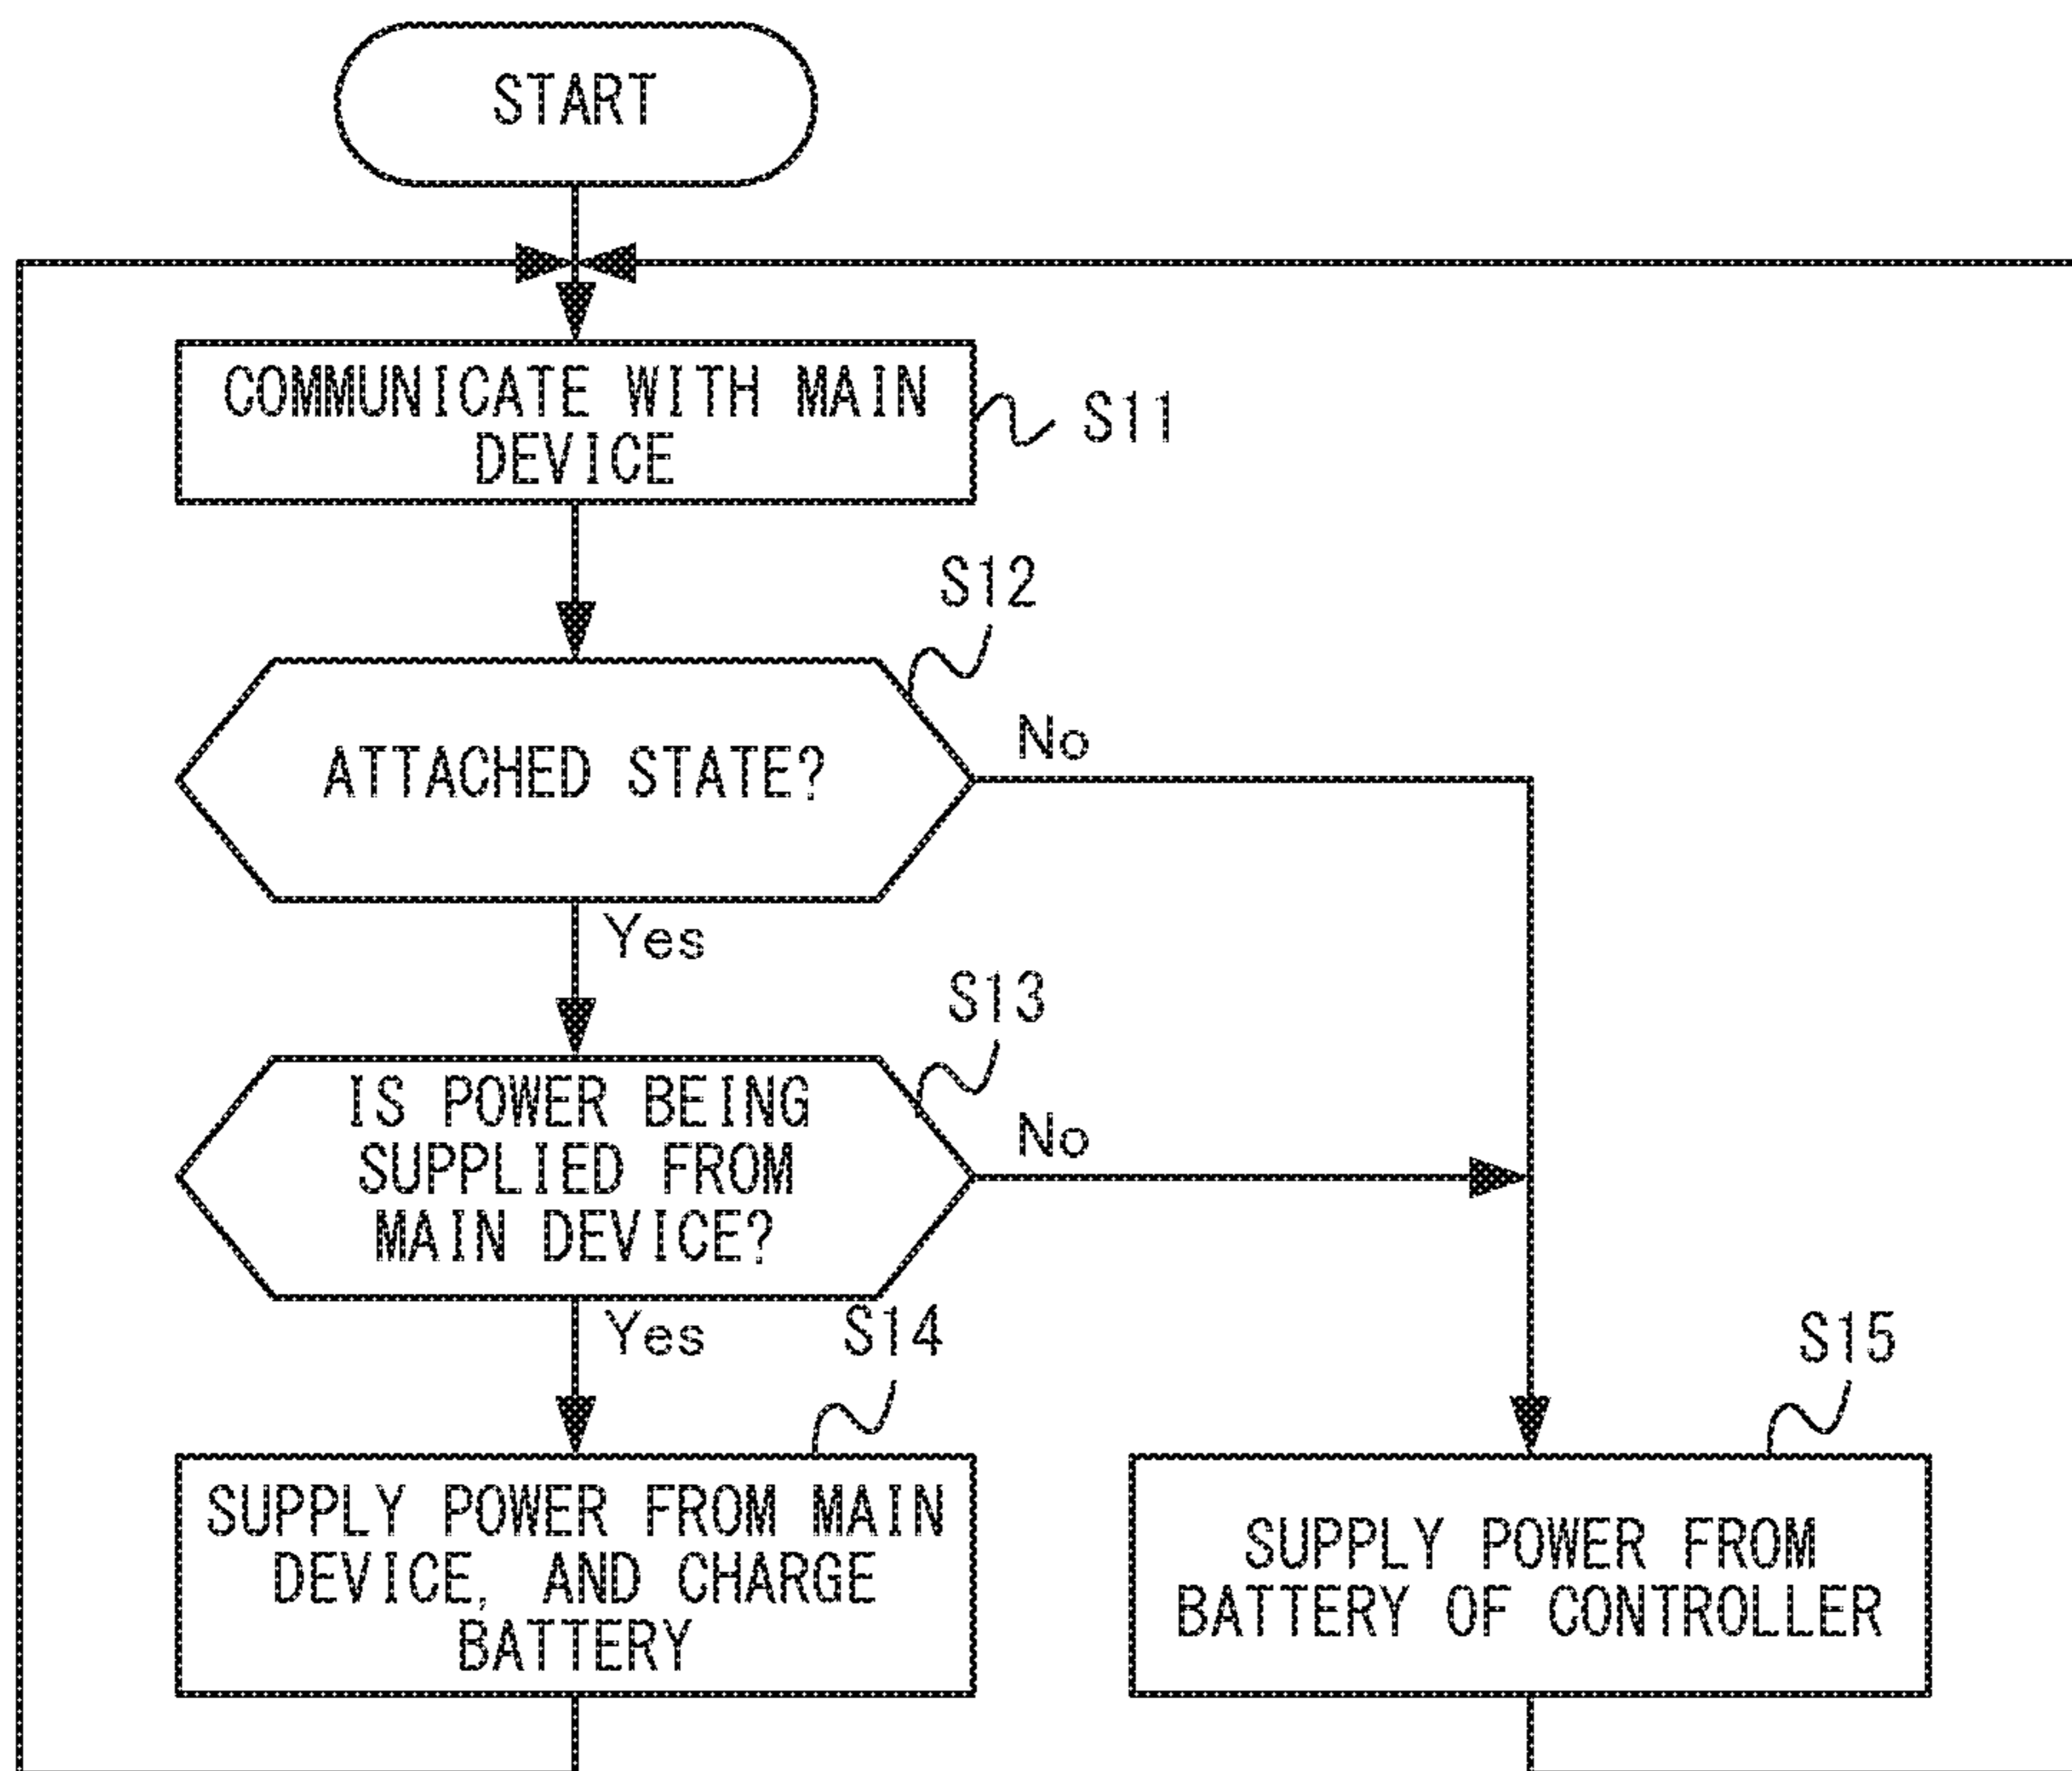 START
COMMUNICATE WITH MAIN
DEVICE
S11
S12
ATTACHED STATE?
No
Yes
S13
IS POWER BEING
SUPPLIED FROM
MAIN DEVICE?
No
Yes
S14
S15
SUPPLY POWER FROM MAIN
DEVICE, AND CHARGE
BATTERY
SUPPLY POWER FROM
BATTERY OF CONTROLLER